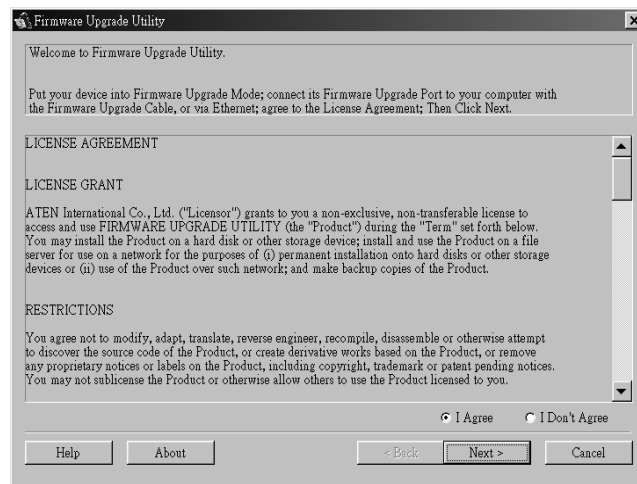 Firmware Upgrade Utility
Welcome to Firmware Upgrade Utility.
Put your device into Firmware Upgrade Mode; connect its Firmware Upgrade Port to your computer with
the Firmware Upgrade Cable, or via Ethernet; agree to the License Agreement; Then Click Next.
LICENSE AGREEMENT
LICENSE GRANT
ATEN International Co., Ltd. ("Licensor") grants to you a non-exclusive, non-transferable license to
access and use FIRMWARE UPGRADE UTILITY (the "Product") during the "Term" set forth below.
You may install the Product on a hard disk or other storage device; install and use the Product on a file
server for use on a network for the purposes of (i) permanent installation onto hard disks or other storage
devices or (ii) use of the Product over such network; and make backup copies of the Product.
RESTRICTIONS
You agree not to modify, adapt, translate, reverse engineer, recompile, disassemble or otherwise attempt
to discover the source code of the Product, or create derivative works based on the Product, or remove
any proprietary notices or labels on the Product, including copyright, trademark or patent pending notices.
You may not sublicense the Product or otherwise allow others to use the Product licensed to you.
I Agree I Don't Agree
Help About < Back Next > Cancel